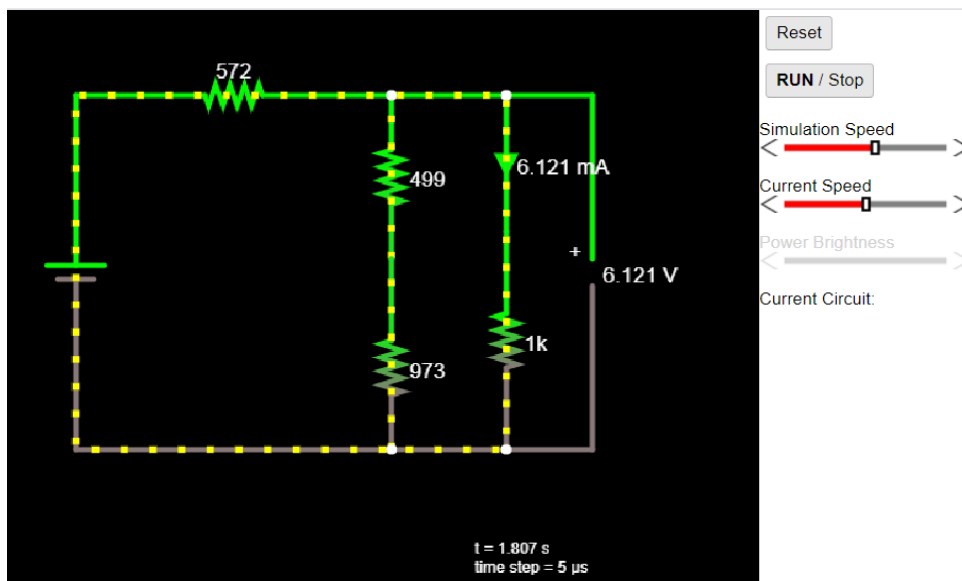 572
499
6.121 mA
+
6.121 V
1k
973
t = 1.807 s
time step = 5 µs
Reset
RUN / Stop
Simulation Speed
Current Speed
Power Brightness
Current Circuit: